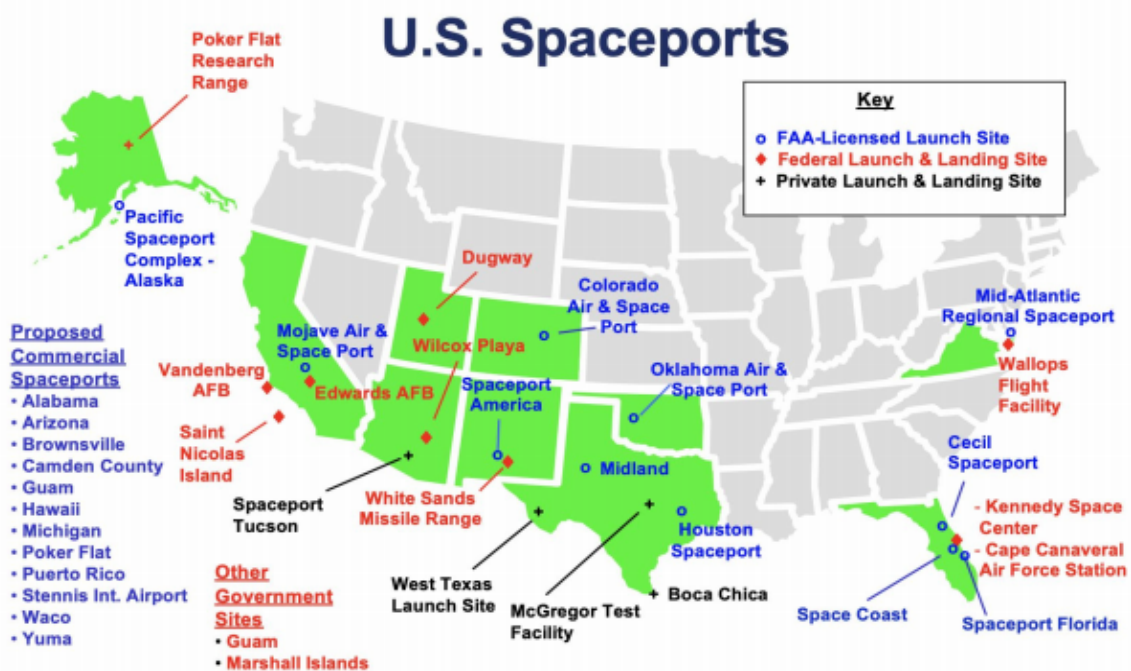 U.S. Spaceports
Poker Flat
Research
Range
Key
FAA-Licensed Launch Site
Federal Launch & Landing Site
Private Launch & Landing Site
Pacific
Spaceport
Complex -
Alaska
Dugway
Colorado
Air & Space
Port
Mid-Atlantic
Regional Spaceport
Mojave Air &
Space Port
Wilcox Playa
Vandenberg
AFB
Edwards AFB
Spaceport
America
Oklahoma Air &
Space Port
Wallops
Flight
Facility
Saint
Nicolas
Island
Cecil
Spaceport
Midland
Spaceport
Tucson
White Sands
Missile Range
Houston
Spaceport
- Kennedy Space
Center
- Cape Canaveral
Air Force Station
West Texas
Launch Site
McGregor Test
Facility
Boca Chica
Space Coast
Spaceport Florida
Proposed
Commercial
Spaceports
• Alabama
• Arizona
• Brownsville
• Camden County
• Guam
• Hawaii
• Michigan
• Poker Flat
• Puerto Rico
• Stennis Int. Airport
• Waco
• Yuma
Other
Government
Sites
• Guam
• Marshall Islands